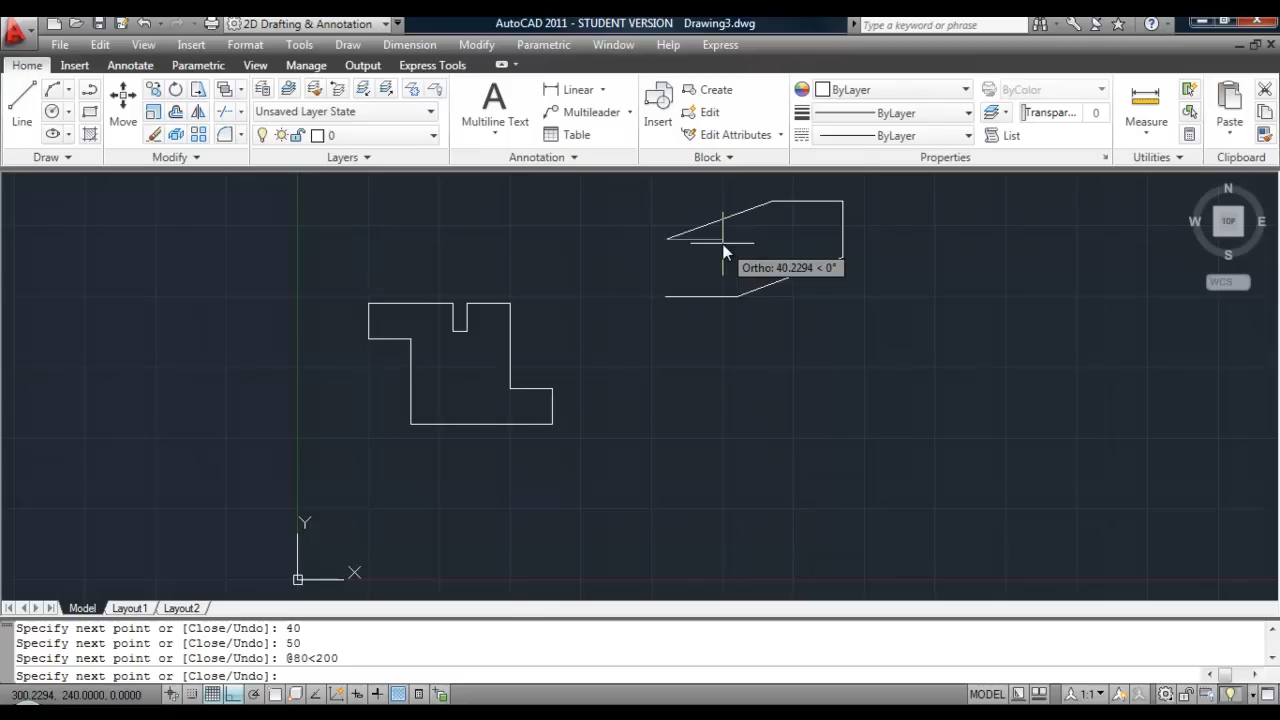 2D Drafting & Annotation
AutoCAD 2011 - STUDENT VERSION Drawing3.dwg
Type a keyword or phrase
File Edit View Insert Format Tools Draw Dimension Modify Parametric Window Help Express
Home Insert Annotate Parametric View Manage Output Express Tools
Line
Move
Unsaved Layer State
0
Multiline Text
Linear
Multileader
Table
Insert
Create
Edit
Edit Attributes
ByLayer
ByLayer
ByLayer
ByColor
Transpar... 0
List
Measure
Paste
Draw Modify Layers Annotation Block Properties Utilities Clipboard
N
W TOP E
S
WCS
Ortho: 40.2294 < 0°
Y
X
Model Layout1 Layout2
Specify next point or [Close/Undo]: 40
Specify next point or [Close/Undo]: 50
Specify next point or [Close/Undo]: @80<200
Specify next point or [Close/Undo]:
300.2294, 240.0000, 0.0000
MODEL
1:1